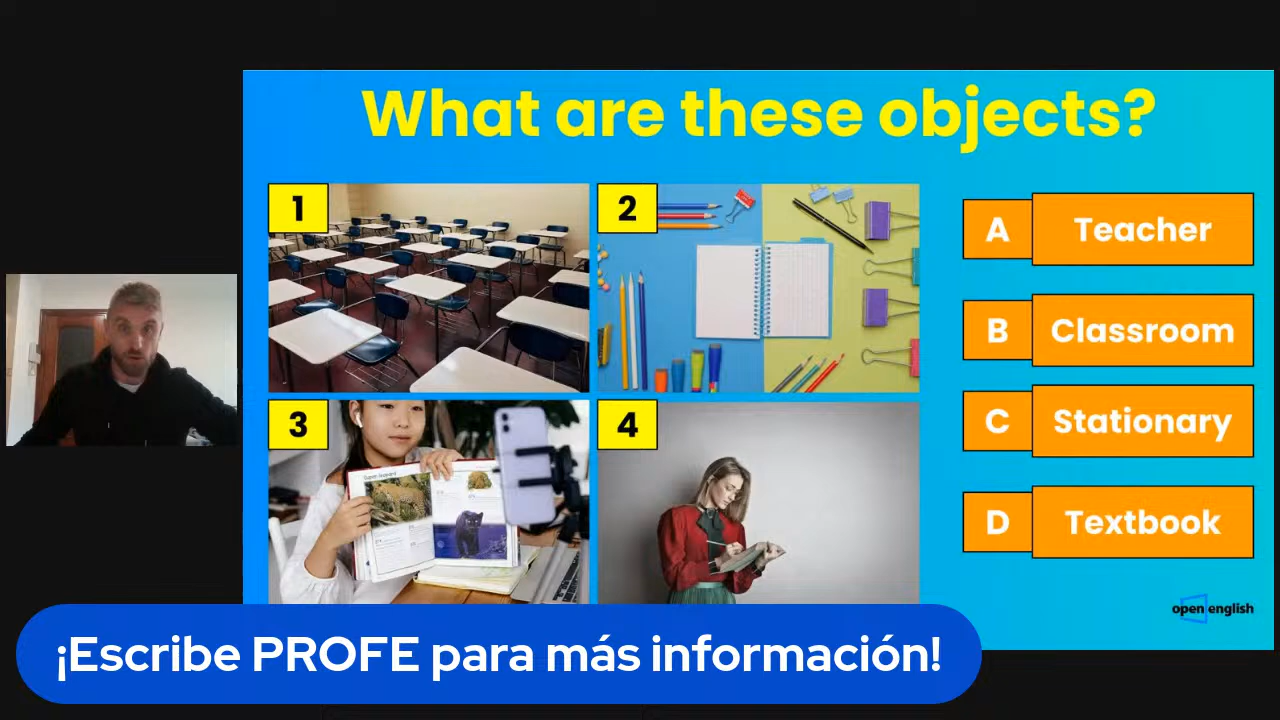 What are these objects?
1
2
3
4
A Teacher
B Classroom
C Stationary
D Textbook
open english
¡Escribe PROFE para más información!